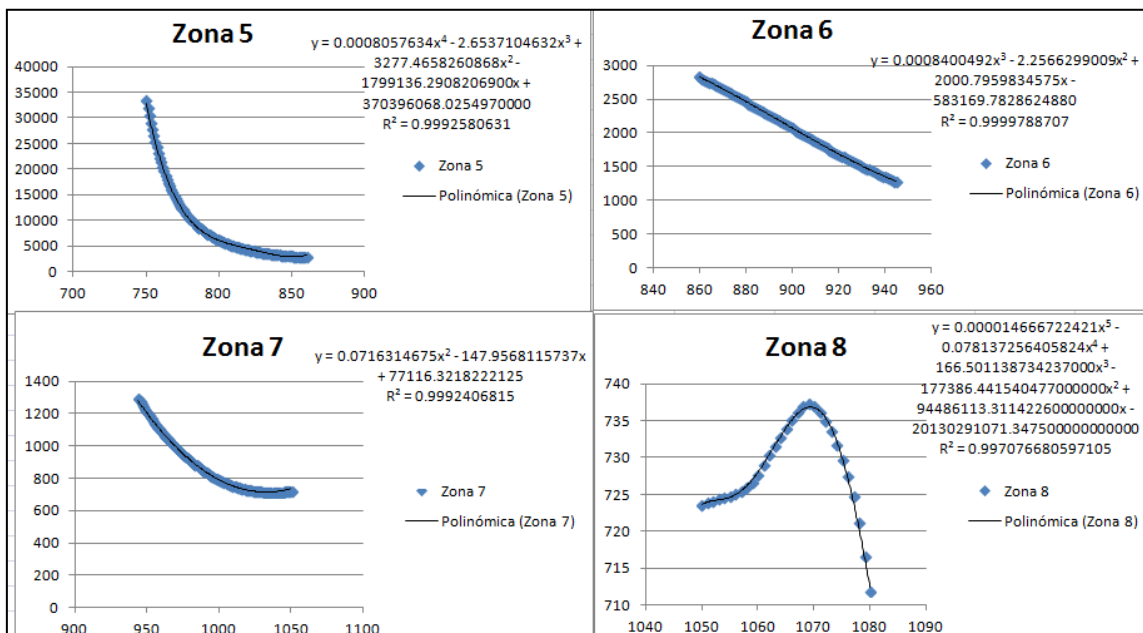 Zona 5
y = 0.0008057634x⁴ - 2.6537104632x³ +
3277.4658260868x² -
1799136.2908206900x +
370396068.0254970000
R² = 0.9992580631
40000
35000
30000
25000
20000
15000
10000
5000
0
700 750 800 850 900
Zona 5
Polinómica (Zona 5)
Zona 6
y = 0.0008400492x³ - 2.2566299009x² +
2000.7959834575x -
583169.7828624880
R² = 0.9999788707
3000
2500
2000
1500
1000
500
0
840 860 880 900 920 940 960
Zona 6
Polinómica (Zona 6)
Zona 7
y = 0.0716314675x² - 147.9568115737x
+ 77116.3218222125
R² = 0.9992406815
1400
1200
1000
800
600
400
200
0
900 950 1000 1050 1100
Zona 7
Polinómica (Zona 7)
Zona 8
y = 0.000014666722421x⁵ -
0.078137256405824x⁴ +
166.501138734237000x³ -
177386.441540477000000x² +
94486113.311422600000000x -
20130291071.347500000000000
R² = 0.997076680597105
740
735
730
725
720
715
710
1040 1050 1060 1070 1080 1090
Zona 8
Polinómica (Zona 8)